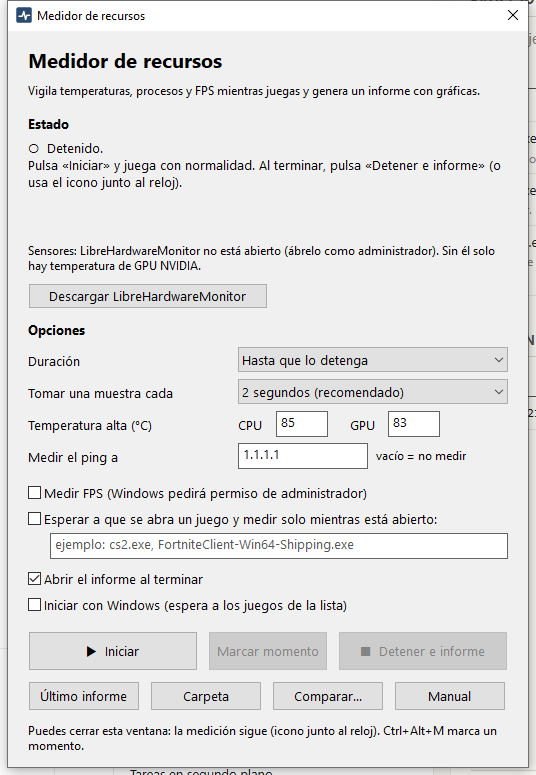 Medidor de recursos
Medidor de recursos
Vigila temperaturas, procesos y FPS mientras juegas y genera un informe con gráficas.
Estado
Detenido.
Pulsa «Iniciar» y juega con normalidad. Al terminar, pulsa «Detener e informe» (o
usa el icono junto al reloj).
Sensores: LibreHardwareMonitor no está abierto (ábrelo como administrador). Sin él solo
hay temperatura de GPU NVIDIA.
Descargar LibreHardwareMonitor
Opciones
Duración Hasta que lo detenga
Tomar una muestra cada 2 segundos (recomendado)
Temperatura alta (°C) CPU 85 GPU 83
Medir el ping a 1.1.1.1 vacío = no medir
Medir FPS (Windows pedirá permiso de administrador)
Esperar a que se abra un juego y medir solo mientras está abierto:
ejemplo: cs2.exe, FortniteClient-Win64-Shipping.exe
Abrir el informe al terminar
Iniciar con Windows (espera a los juegos de la lista)
Iniciar Marcar momento Detener e informe
Último informe Carpeta Comparar... Manual
Puedes cerrar esta ventana: la medición sigue (icono junto al reloj). Ctrl+Alt+M marca un
momento.
Tareas en segundo plano